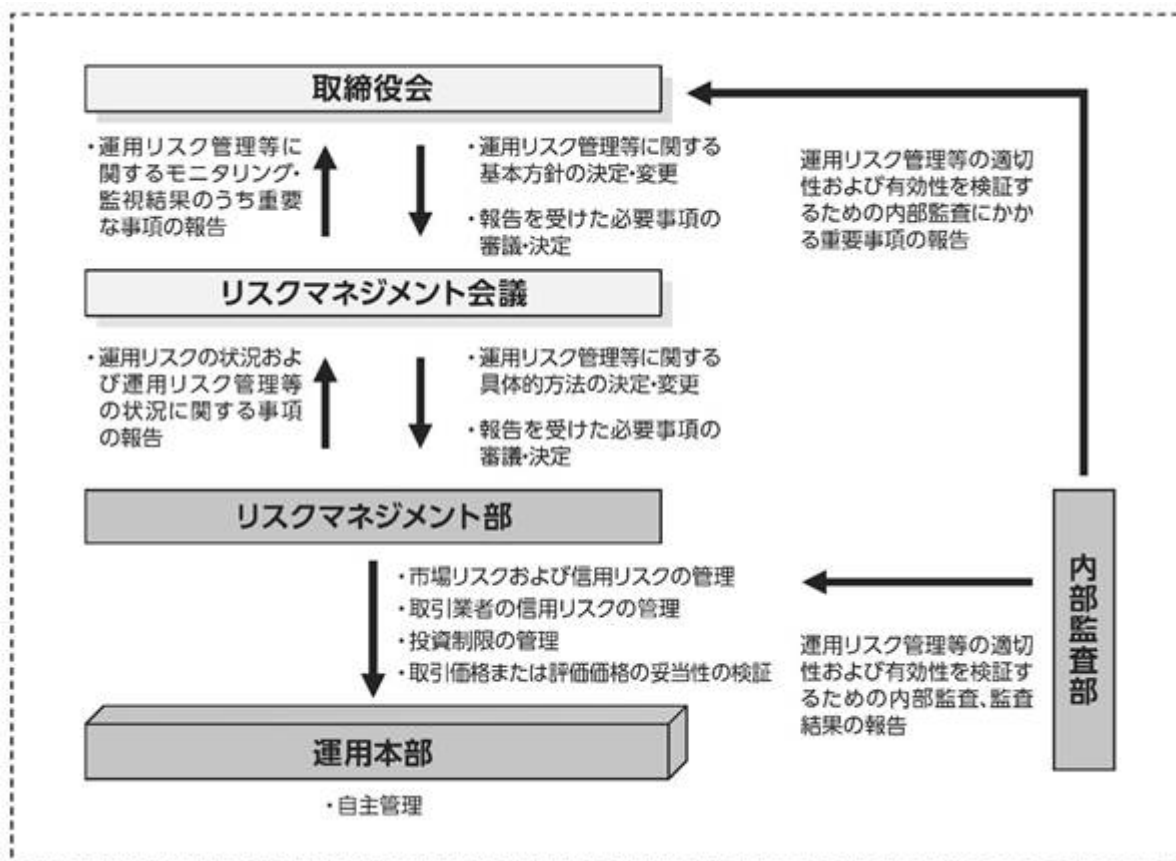 取締役会
・運用リスク管理等に
関するモニタリング・
監視結果のうち重要
な事項の報告
・運用リスク管理等に関する
基本方針の決定・変更
・報告を受けた必要事項の
審議・決定
運用リスク管理等の適切
性および有効性を検証す
るための内部監査にかか
る重要事項の報告
リスクマネジメント会議
・運用リスクの状況およ
び運用リスク管理等
の状況に関する事項
の報告
・運用リスク管理等に関する
具体的方法の決定・変更
・報告を受けた必要事項の
審議・決定
リスクマネジメント部
・市場リスクおよび信用リスクの管理
・取引業者の信用リスクの管理
・投資制限の管理
・取引価格または評価価格の妥当性の検証
内部監査部
運用リスク管理等の適切
性および有効性を検証す
るための内部監査、監査
結果の報告
運用本部
・自主管理